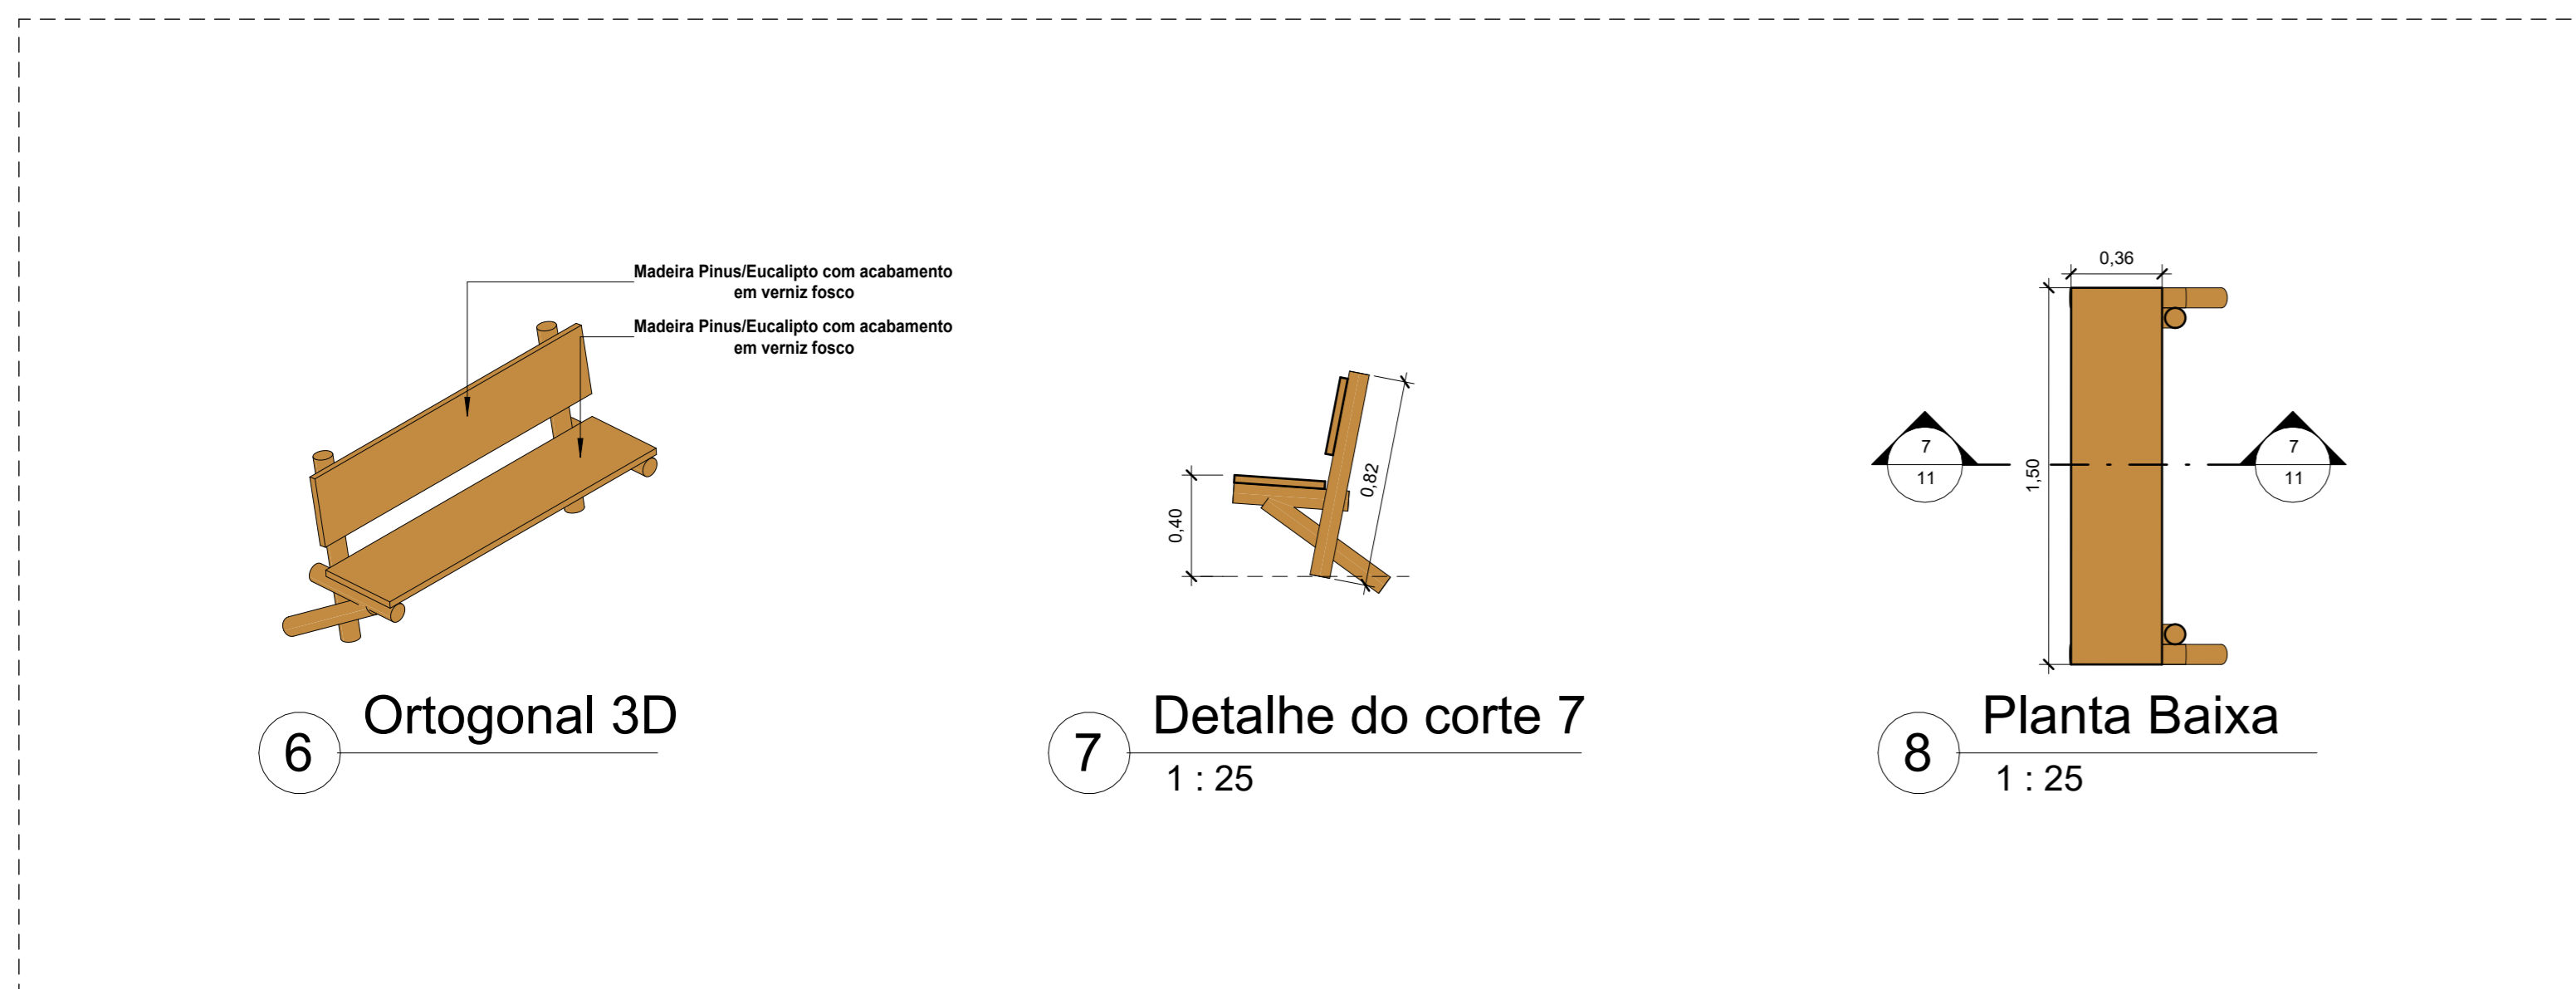 Madeira Pinus/Eucalipto com acabamento
em verniz fosco
Madeira Pinus/Eucalipto com acabamento
em verniz fosco
6
Ortogonal 3D
0,40
0,82
7
Detalhe do corte 7
1 : 25
0,36
1,50
7
11
7
11
8
Planta Baixa
1 : 25